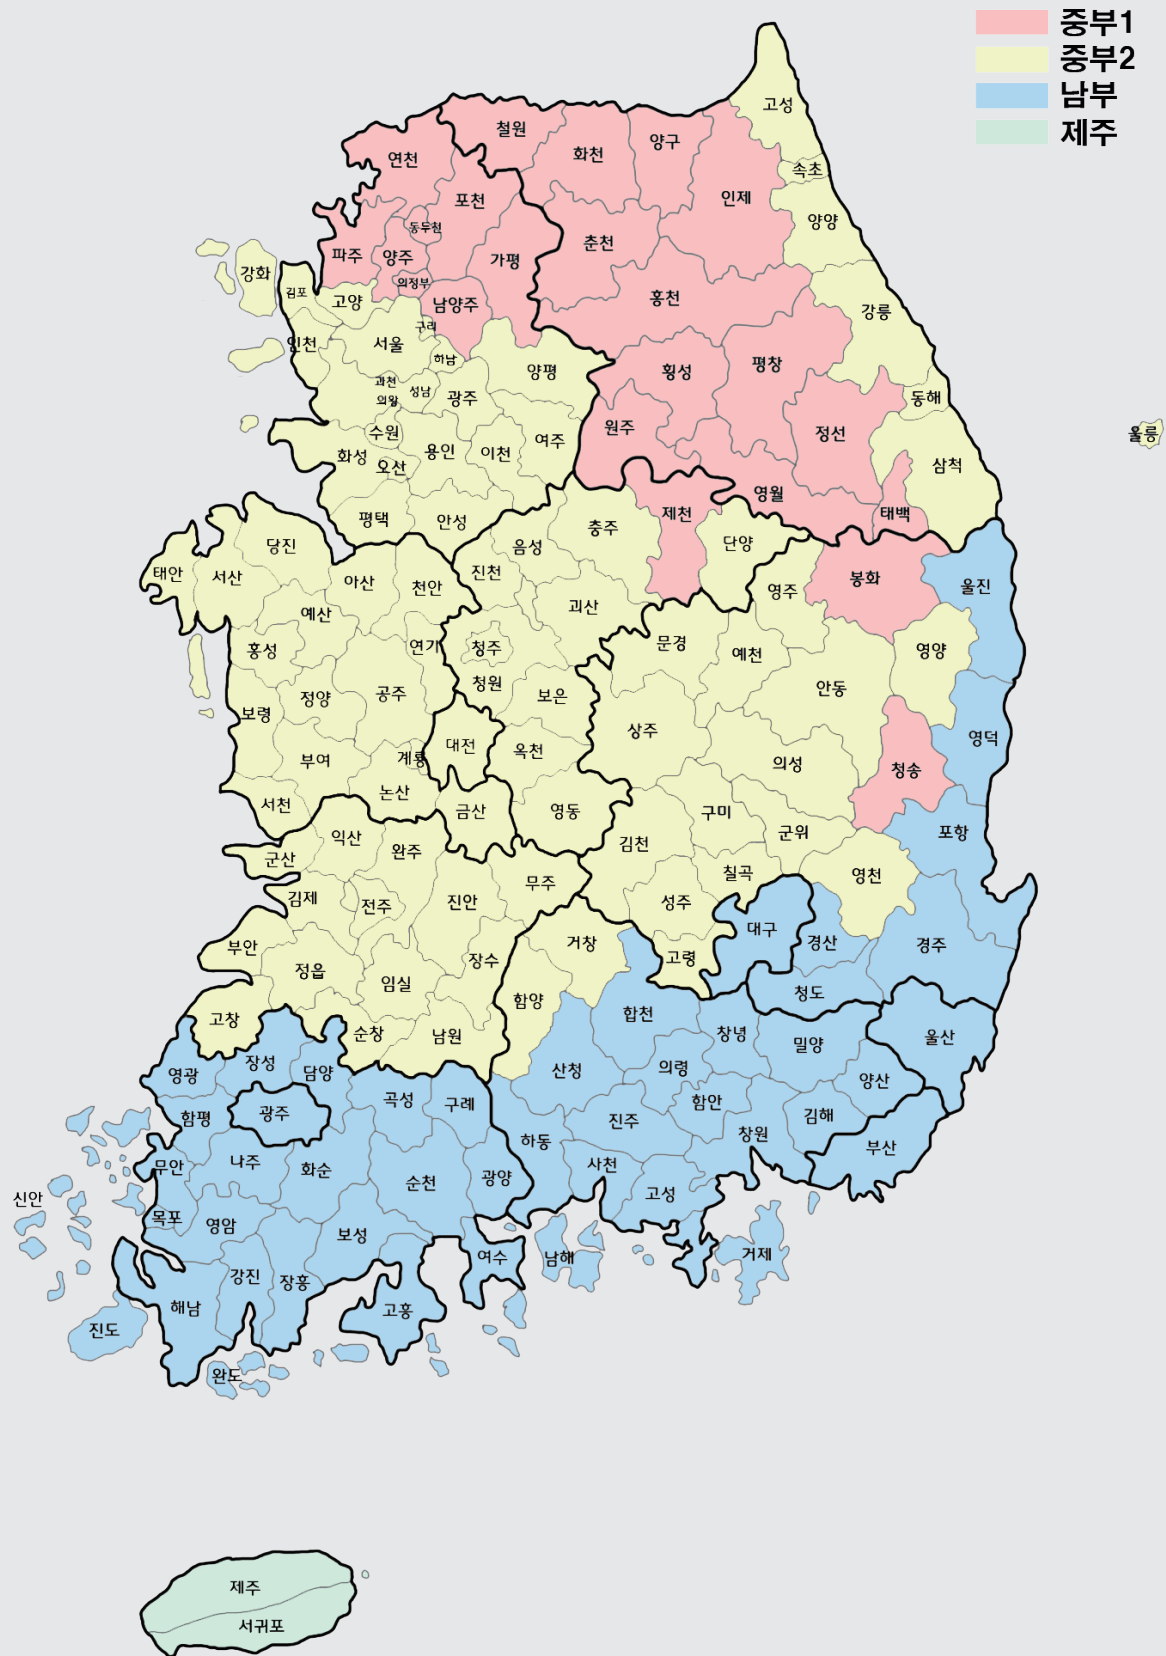 중부1
중부2
남부
제주
고성
철원
화천
양구
연천
속초
인제
포천
양양
동두천
춘천
파주
양주
가평
강화
의정부
김포
고양
남양주
홍천
강릉
구리
인천
서울
하남
양평
횡성
평창
과천
성남
의왕
광주
동해
원주
정선
울릉
수원
용인
이천
여주
화성
오산
삼척
영월
평택
안성
제천
태백
충주
단양
음성
당진
태안
서산
아산
천안
진천
영주
봉화
울진
괴산
예산
홍성
연기
청주
문경
예천
영양
청원
보은
안동
정양
공주
보령
상주
영덕
대전
옥천
부여
계룡
의성
청송
논산
서천
금산
영동
구미
군위
포항
익산
완주
김천
군산
칠곡
영천
무주
김제
전주
진안
성주
대구
경산
경주
부안
거창
고령
정읍
장수
임실
청도
함양
합천
고창
순창
남원
창녕
밀양
울산
장성
담양
영광
산청
의령
양산
곡성
구례
함안
광주
함평
진주
김해
하동
창원
부산
무안
나주
화순
사천
순천
광양
고성
신안
목포
영암
보성
여수
남해
거제
강진
장흥
해남
고흥
진도
완도
제주
서귀포